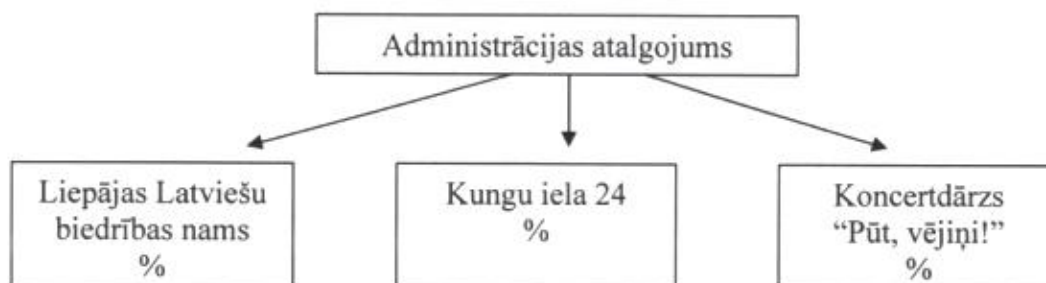 Administrācijas atalgojums
Liepājas Latviešu
biedrības nams
%
Kungu iela 24
%
Koncertdārzs
“Pūt, vējiņi!”
%